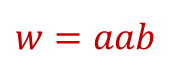 w = aab